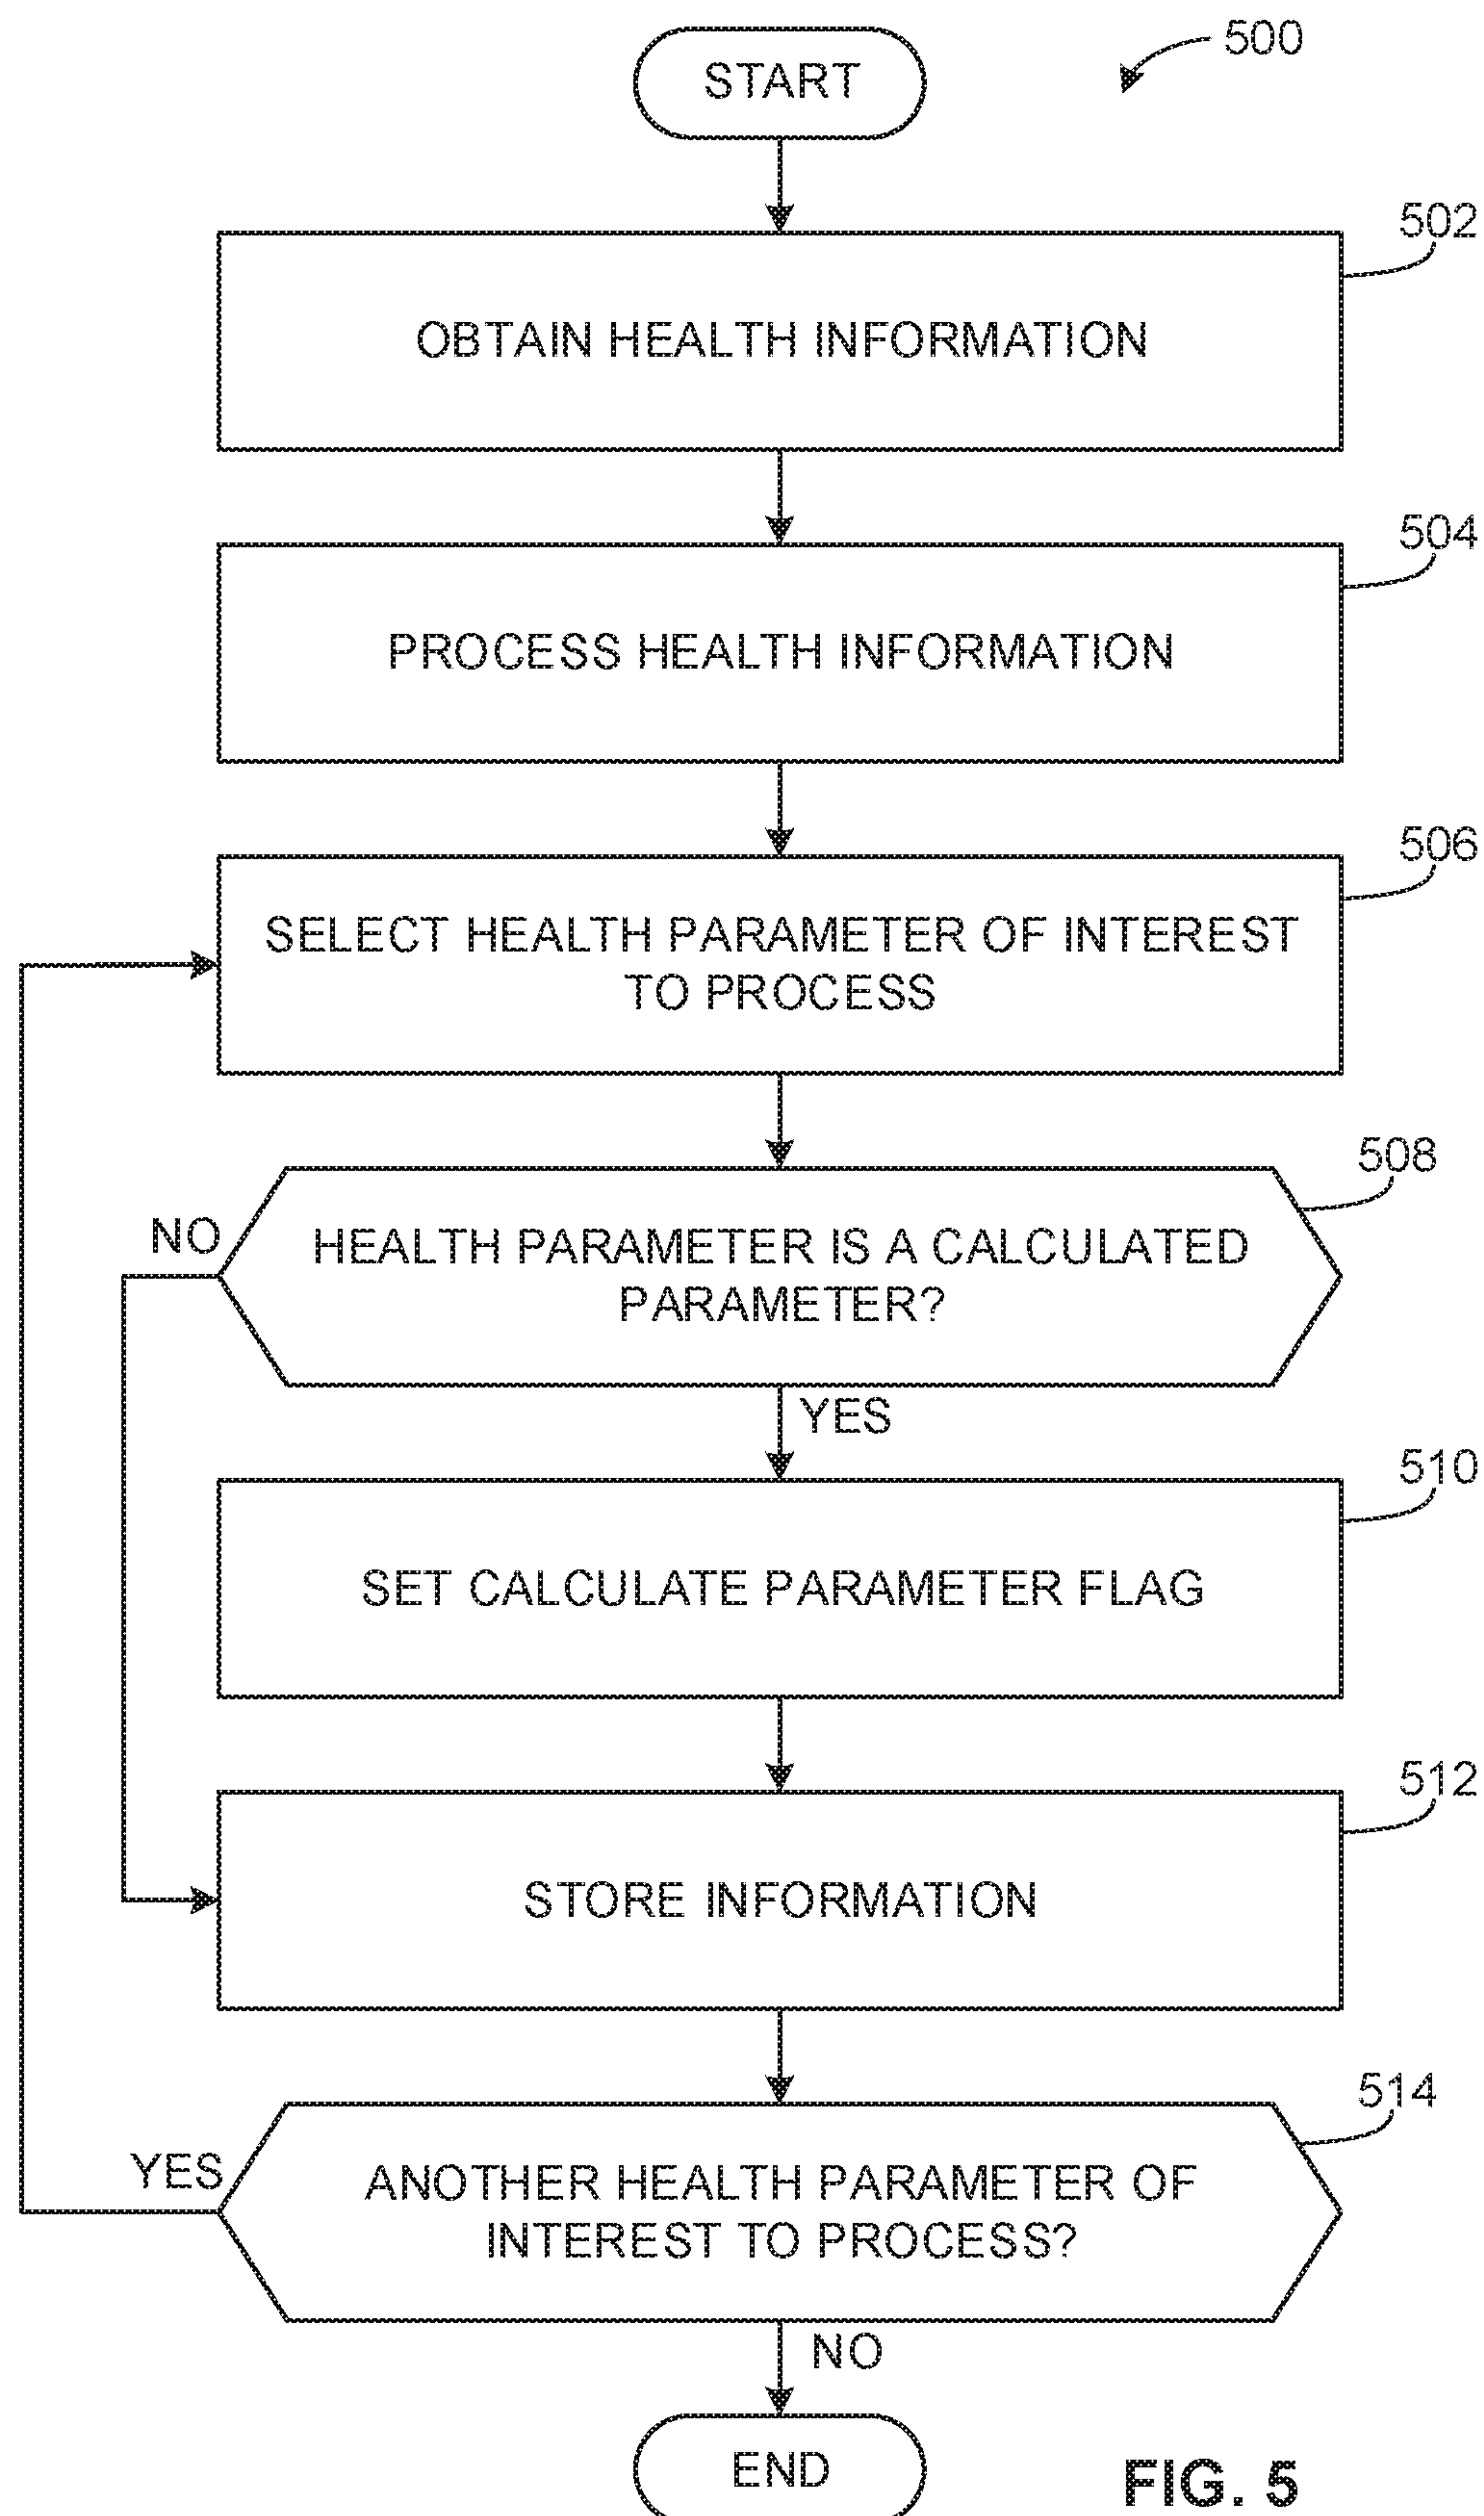 START
500
502
OBTAIN HEALTH INFORMATION
504
PROCESS HEALTH INFORMATION
506
SELECT HEALTH PARAMETER OF INTEREST
TO PROCESS
508
NO
HEALTH PARAMETER IS A CALCULATED
PARAMETER?
YES
510
SET CALCULATE PARAMETER FLAG
512
STORE INFORMATION
514
YES
ANOTHER HEALTH PARAMETER OF
INTEREST TO PROCESS?
NO
END
FIG. 5